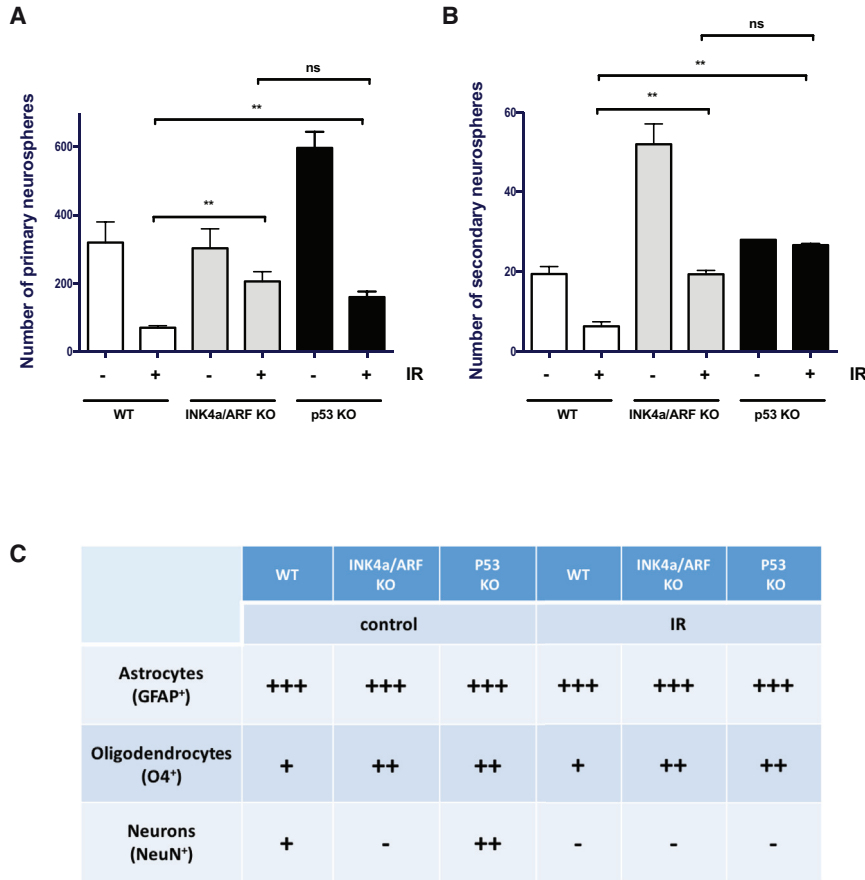 A
Number of primary neurospheres
600
400
200
0
ns
**
**
- + - + - + IR
WT INK4a/ARF KO p53 KO
B
Number of secondary neurospheres
60
40
20
0
ns
**
**
- + - + - + IR
WT INK4a/ARF KO p53 KO
C
WT INK4a/ARF KO P53 KO WT INK4a/ARF KO P53 KO
control IR
Astrocytes
(GFAP⁺)
+++ +++ +++ +++ +++ +++
Oligodendrocytes
(O4⁺)
+ ++ ++ + ++ ++
Neurons
(NeuN⁺)
+ - ++ - - -